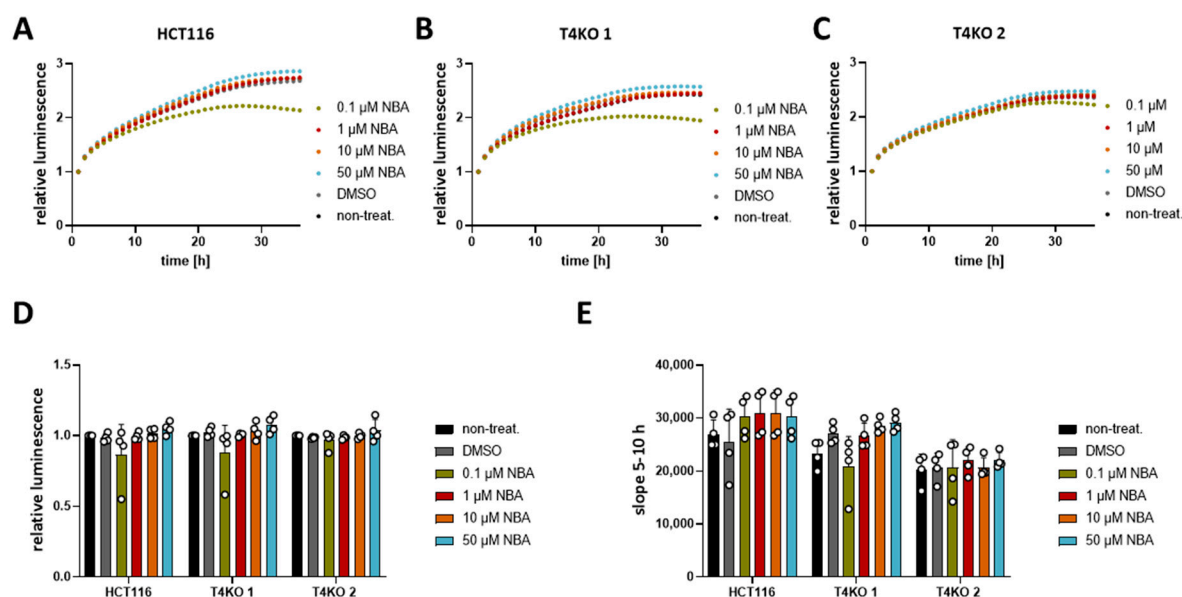 A
HCT116
relative luminescence
3
2
1
0
0
10
20
30
time [h]
0.1 µM NBA
1 µM NBA
10 µM NBA
50 µM NBA
DMSO
non-treat.
B
T4KO 1
relative luminescence
3
2
1
0
0
10
20
30
time [h]
0.1 µM NBA
1 µM NBA
10 µM NBA
50 µM NBA
DMSO
non-treat.
C
T4KO 2
relative luminescence
3
2
1
0
0
10
20
30
time [h]
0.1 µM
1 µM
10 µM
50 µM
DMSO
non-treat.
D
relative luminescence
1.5
1.0
0.5
0.0
HCT116
T4KO 1
T4KO 2
non-treat.
DMSO
0.1 µM NBA
1 µM NBA
10 µM NBA
50 µM NBA
E
slope 5-10 h
40,000
30,000
20,000
10,000
0
HCT116
T4KO 1
T4KO 2
non-treat.
DMSO
0.1 µM NBA
1 µM NBA
10 µM NBA
50 µM NBA